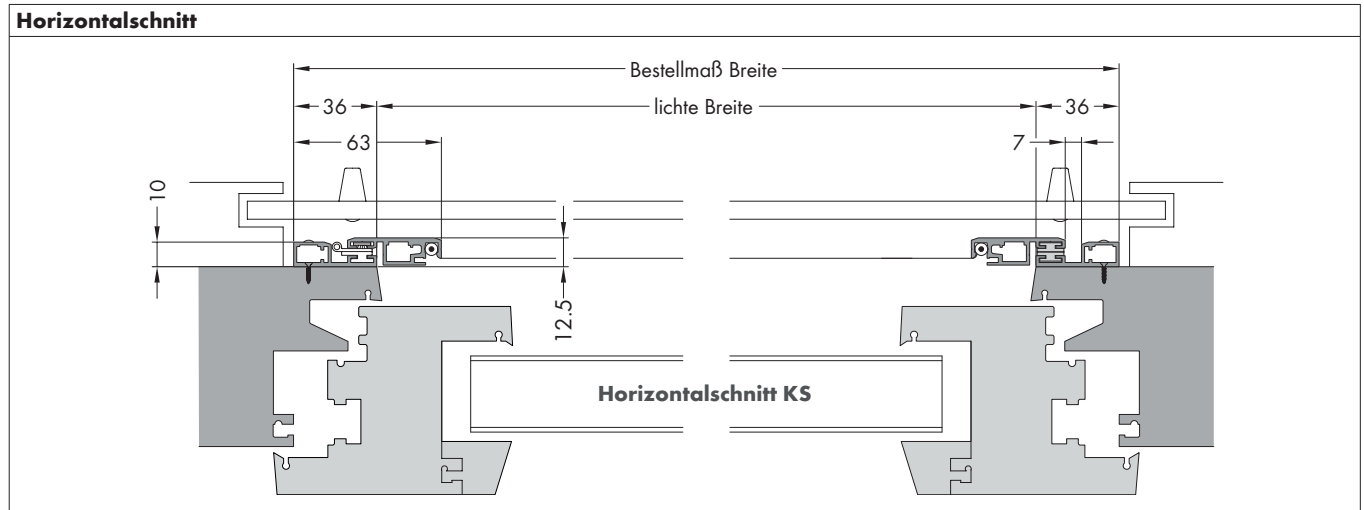 Horizontalschnitt
Bestellmaß Breite
36
lichte Breite
36
63
7
10
12.5
Horizontalschnitt KS